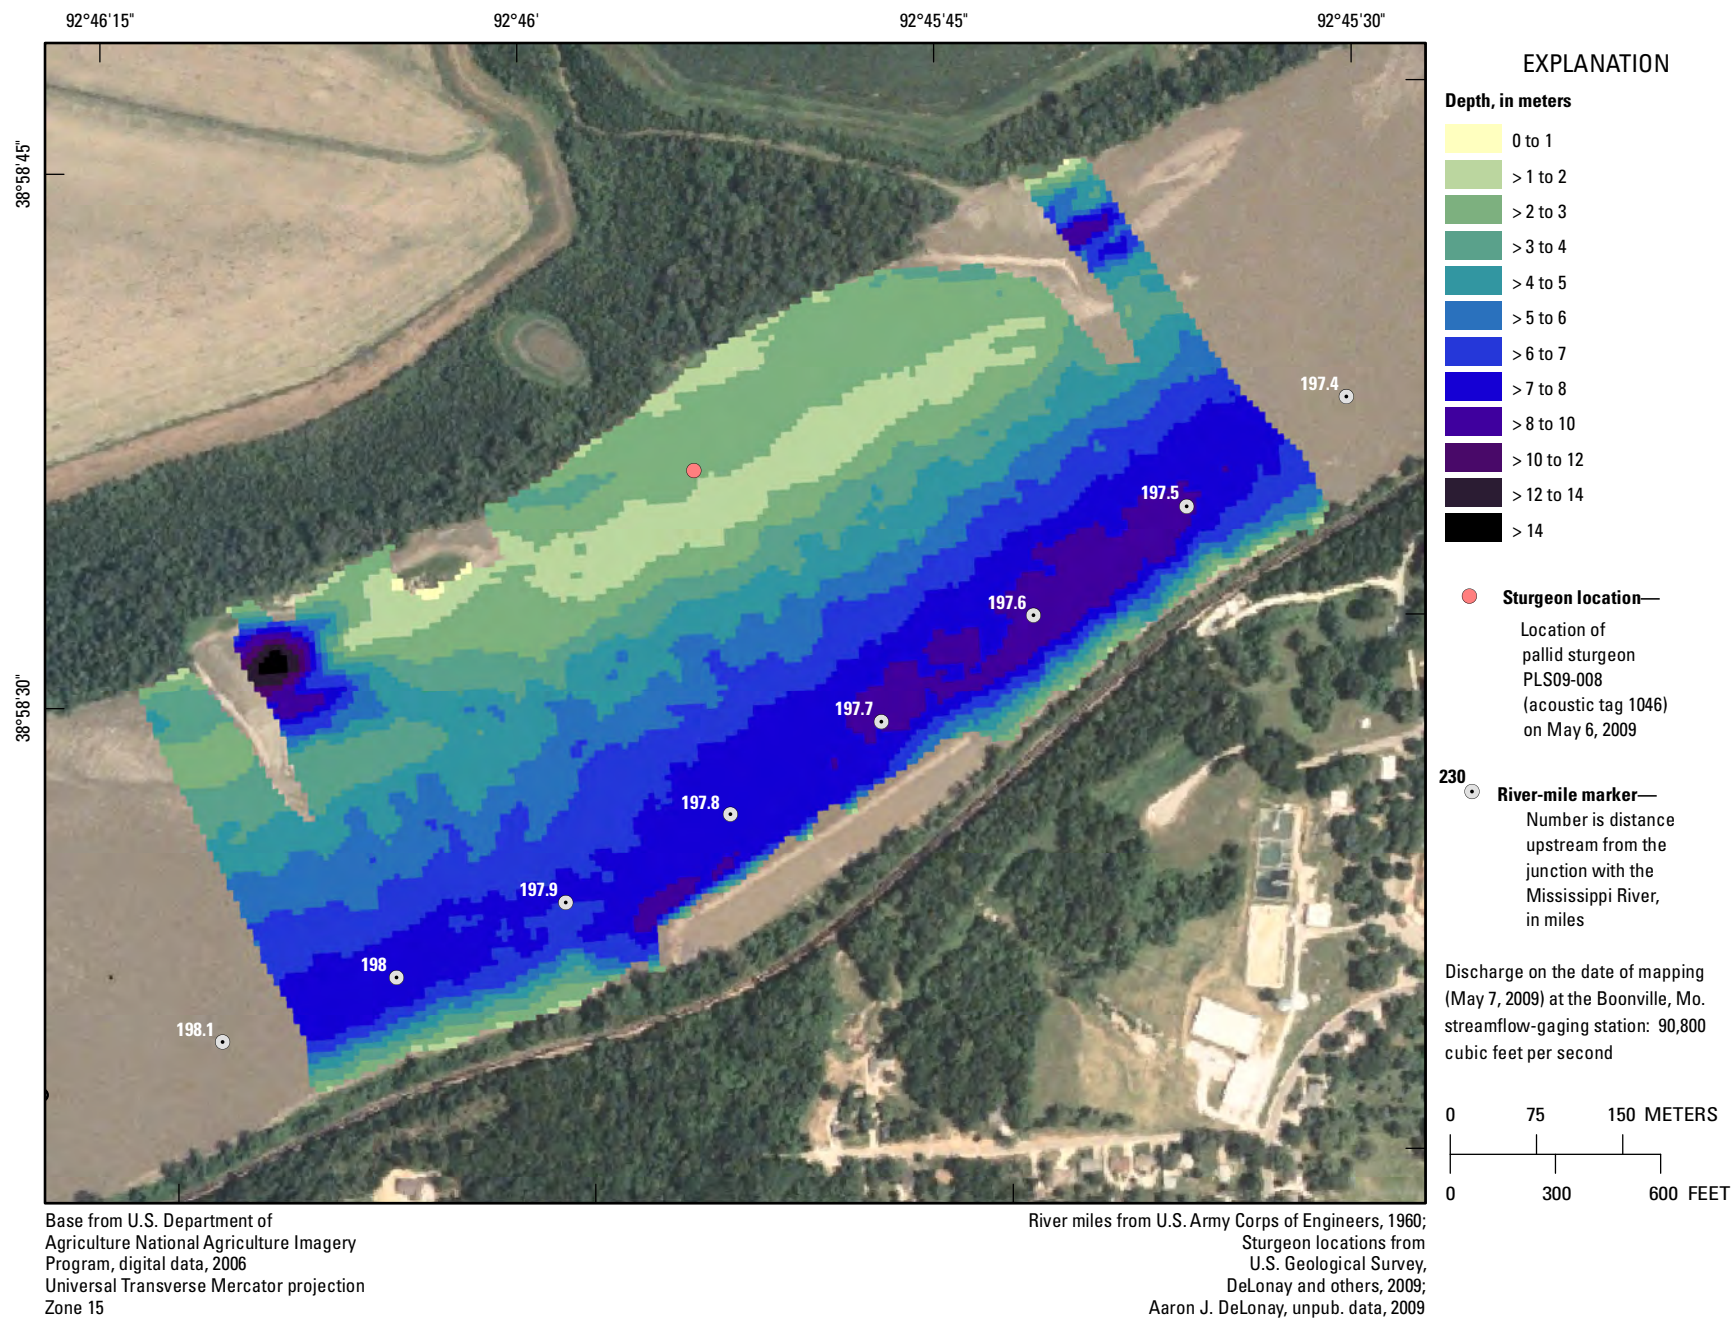 92°46'15" 92°46' 92°45'45" 92°45'30"
38°58'45"
38°58'30"
197.4
197.5
197.6
197.7
197.8
197.9
198
198.1
EXPLANATION
Depth, in meters
0 to 1
> 1 to 2
> 2 to 3
> 3 to 4
> 4 to 5
> 5 to 6
> 6 to 7
> 7 to 8
> 8 to 10
> 10 to 12
> 12 to 14
> 14
Sturgeon location—
Location of
pallid sturgeon
PLS09-008
(acoustic tag 1046)
on May 6, 2009
230
River-mile marker—
Number is distance
upstream from the
junction with the
Mississippi River,
in miles
Discharge on the date of mapping
(May 7, 2009) at the Boonville, Mo.
streamflow-gaging station: 90,800
cubic feet per second
0 75 150 METERS
0 300 600 FEET
Base from U.S. Department of
Agriculture National Agriculture Imagery
Program, digital data, 2006
Universal Transverse Mercator projection
Zone 15
River miles from U.S. Army Corps of Engineers, 1960;
Sturgeon locations from
U.S. Geological Survey,
DeLonay and others, 2009;
Aaron J. DeLonay, unpub. data, 2009